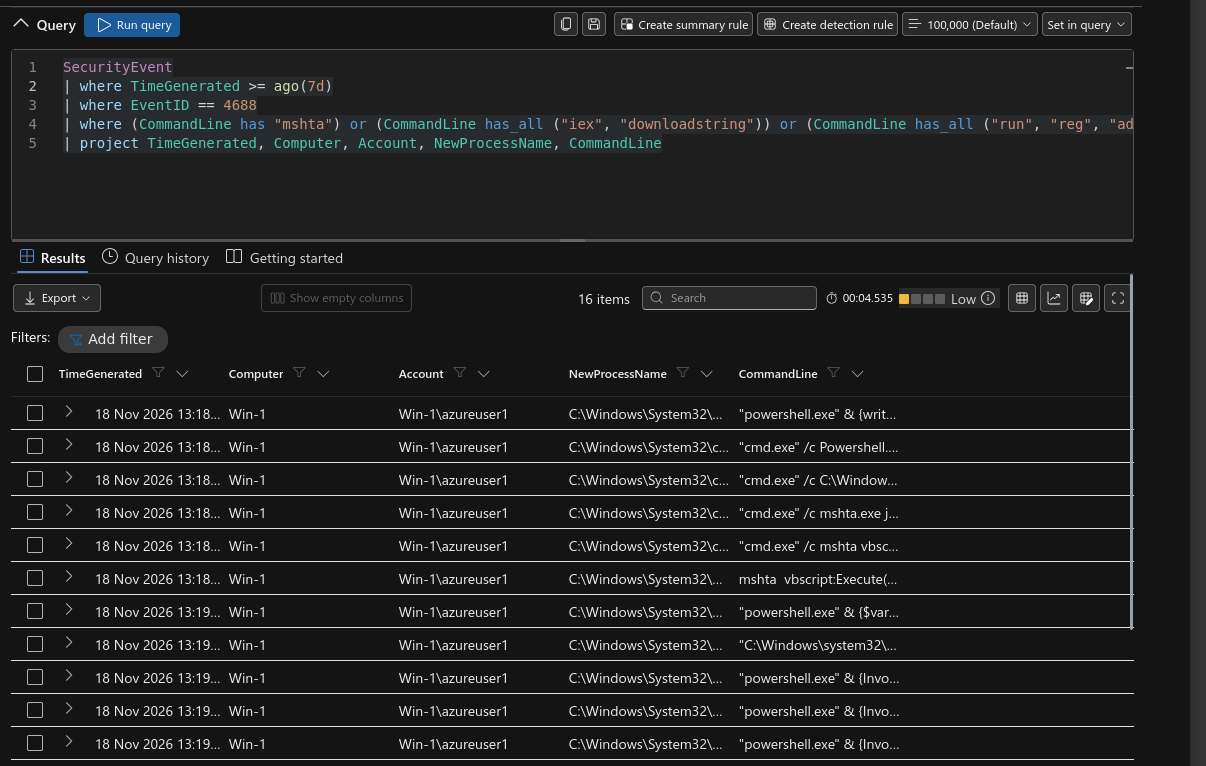 Query Run query Create summary rule Create detection rule 100,000 (Default) Set in query
1 SecurityEvent
2 | where TimeGenerated >= ago(7d)
3 | where EventID == 4688
4 | where (CommandLine has "mshta") or (CommandLine has_all ("iex", "downloadstring")) or (CommandLine has_all ("run", "reg", "ad
5 | project TimeGenerated, Computer, Account, NewProcessName, CommandLine
Results Query history Getting started
Export Show empty columns 16 items Search 00:04.535 Low
Filters: Add filter
TimeGenerated Computer Account NewProcessName CommandLine
18 Nov 2026 13:18... Win-1 Win-1\azureuser1 C:\Windows\System32\... "powershell.exe" & {writ...
18 Nov 2026 13:18... Win-1 Win-1\azureuser1 C:\Windows\System32\c... "cmd.exe" /c Powershell....
18 Nov 2026 13:18... Win-1 Win-1\azureuser1 C:\Windows\System32\c... "cmd.exe" /c C:\Window...
18 Nov 2026 13:18... Win-1 Win-1\azureuser1 C:\Windows\System32\c... "cmd.exe" /c mshta.exe j...
18 Nov 2026 13:18... Win-1 Win-1\azureuser1 C:\Windows\System32\c... "cmd.exe" /c mshta vbsc...
18 Nov 2026 13:18... Win-1 Win-1\azureuser1 C:\Windows\System32\... mshta vbscript:Execute(...
18 Nov 2026 13:19... Win-1 Win-1\azureuser1 C:\Windows\System32\... "powershell.exe" & {$var...
18 Nov 2026 13:19... Win-1 Win-1\azureuser1 C:\Windows\System32\... "C:\Windows\system32\...
18 Nov 2026 13:19... Win-1 Win-1\azureuser1 C:\Windows\System32\... "powershell.exe" & {Invo...
18 Nov 2026 13:19... Win-1 Win-1\azureuser1 C:\Windows\System32\... "powershell.exe" & {Invo...
18 Nov 2026 13:19... Win-1 Win-1\azureuser1 C:\Windows\System32\... "powershell.exe" & {Invo...